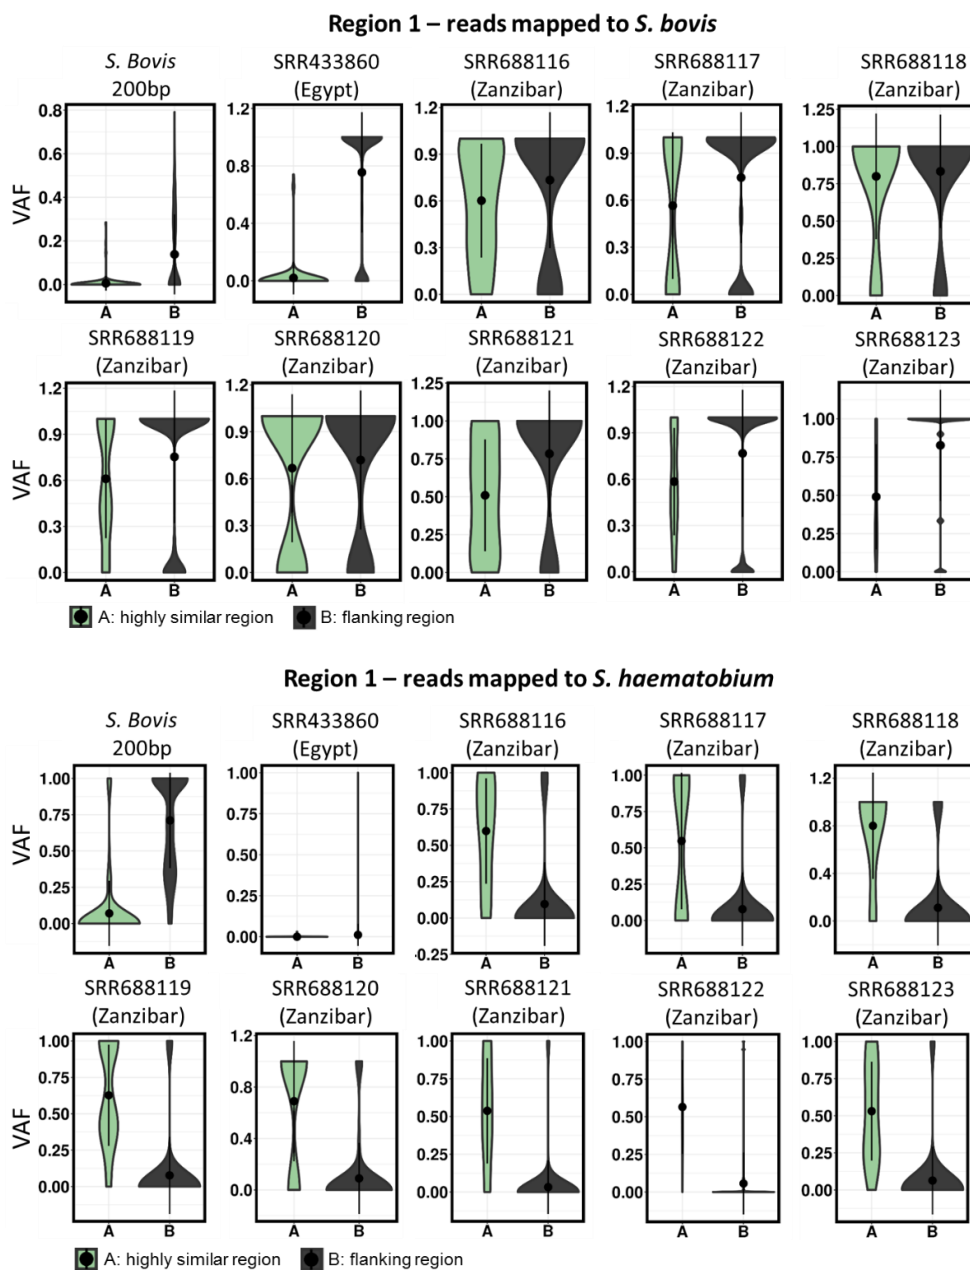 Region 1 – reads mapped to S. bovis
S. Bovis
200bp
SRR433860
(Egypt)
SRR688116
(Zanzibar)
SRR688117
(Zanzibar)
SRR688118
(Zanzibar)
VAF
0.8
0.6
0.4
0.2
0.0
A B
1.2
0.8
0.4
0.0
A B
1.2
0.9
0.6
0.3
0.0
A B
1.2
0.9
0.6
0.3
0.0
A B
1.25
1.00
0.75
0.50
0.25
0.00
A B
SRR688119
(Zanzibar)
SRR688120
(Zanzibar)
SRR688121
(Zanzibar)
SRR688122
(Zanzibar)
SRR688123
(Zanzibar)
VAF
1.2
0.9
0.6
0.3
0.0
A B
1.2
0.9
0.6
0.3
0.0
A B
1.25
1.00
0.75
0.50
0.25
0.00
A B
1.2
0.9
0.6
0.3
0.0
A B
1.00
0.75
0.50
0.25
0.00
A B
A: highly similar region B: flanking region
Region 1 – reads mapped to S. haematobium
S. Bovis
200bp
SRR433860
(Egypt)
SRR688116
(Zanzibar)
SRR688117
(Zanzibar)
SRR688118
(Zanzibar)
VAF
1.00
0.75
0.50
0.25
0.00
A B
1.00
0.75
0.50
0.25
0.00
A B
1.00
0.75
0.50
0.25
0.00
-0.25
A B
1.00
0.75
0.50
0.25
0.00
A B
1.2
0.8
0.4
0.0
A B
SRR688119
(Zanzibar)
SRR688120
(Zanzibar)
SRR688121
(Zanzibar)
SRR688122
(Zanzibar)
SRR688123
(Zanzibar)
VAF
1.00
0.75
0.50
0.25
0.00
A B
1.2
0.8
0.4
0.0
A B
1.00
0.75
0.50
0.25
0.00
A B
1.00
0.50
0.25
0.00
A B
1.00
0.75
0.50
0.25
0.00
A B
A: highly similar region B: flanking region